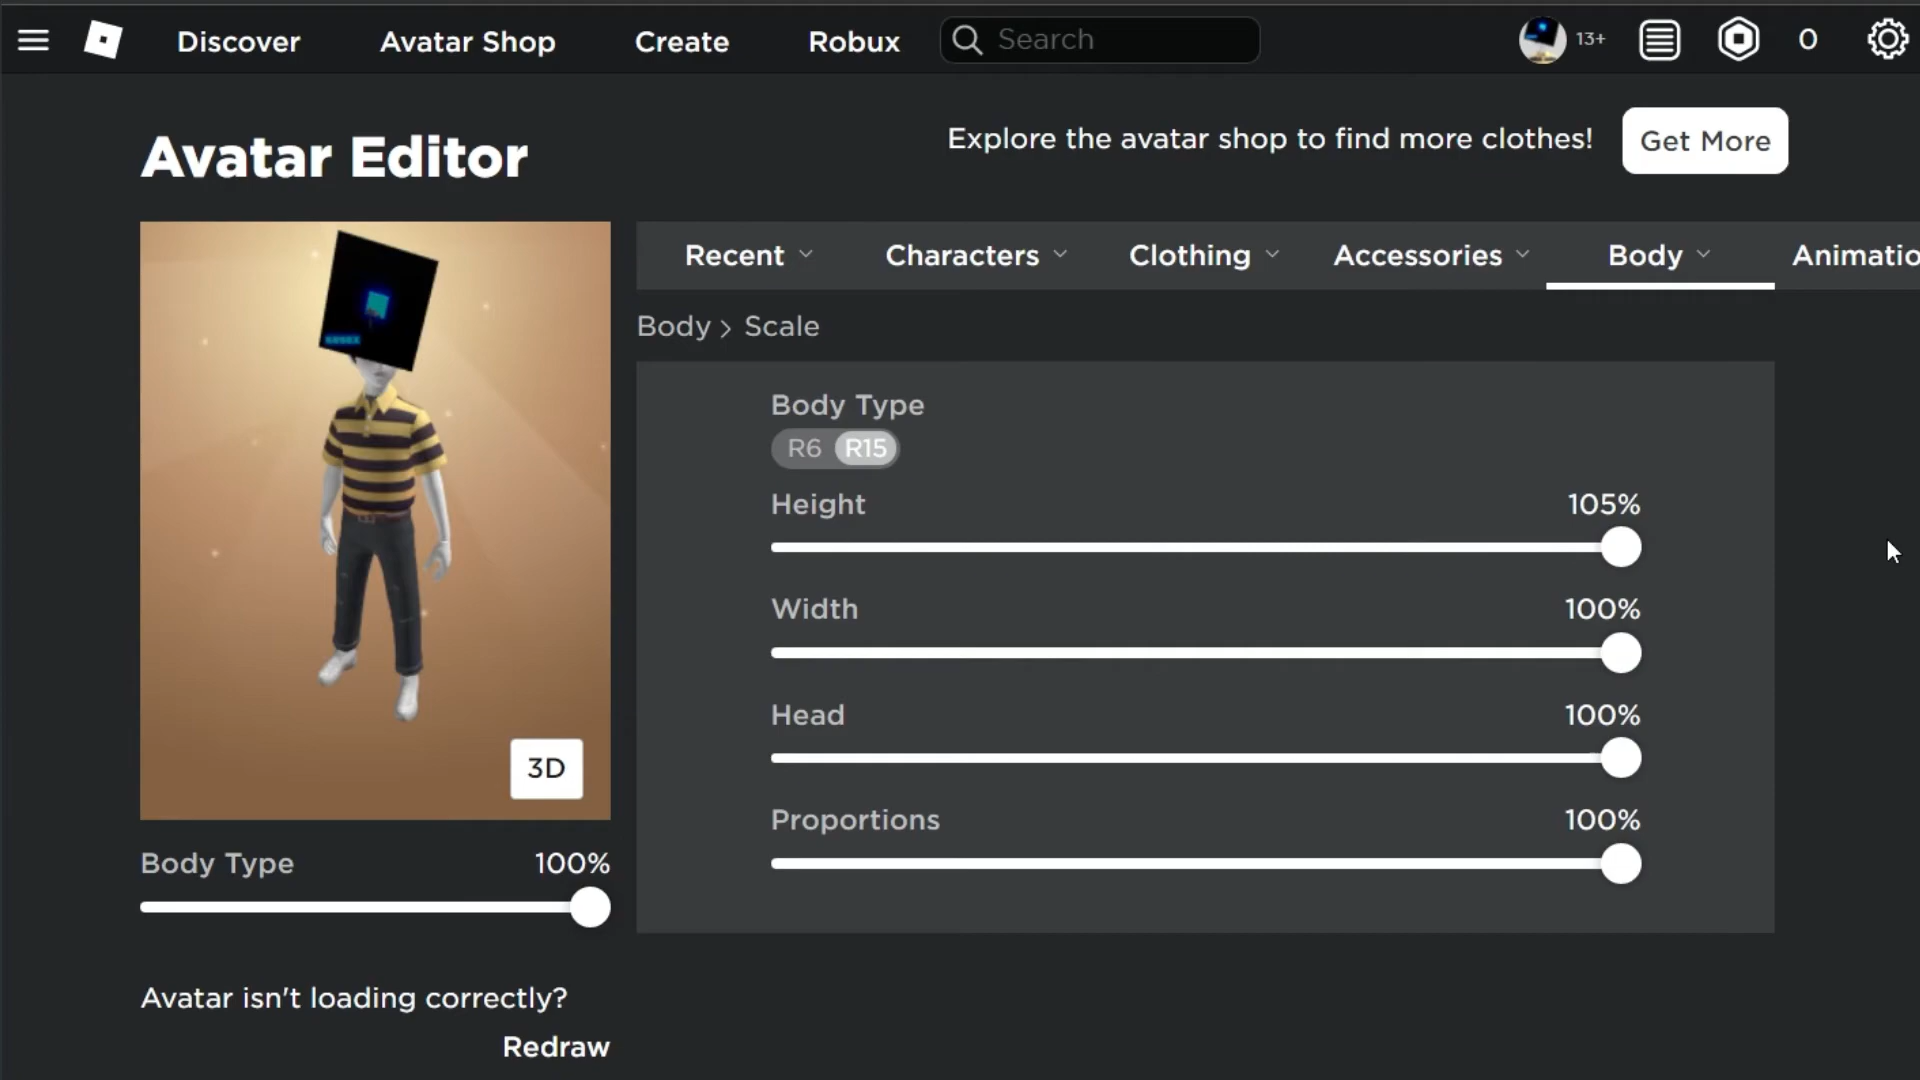 Discover
Avatar Shop
Create
Robux
Search
13+
0
Avatar Editor
Explore the avatar shop to find more clothes!
Get More
Recent
Characters
Clothing
Accessories
Body
Animatio
Body > Scale
Body Type
R6 R15
Height 105%
Width 100%
Head 100%
Proportions 100%
3D
Body Type 100%
Avatar isn't loading correctly?
Redraw